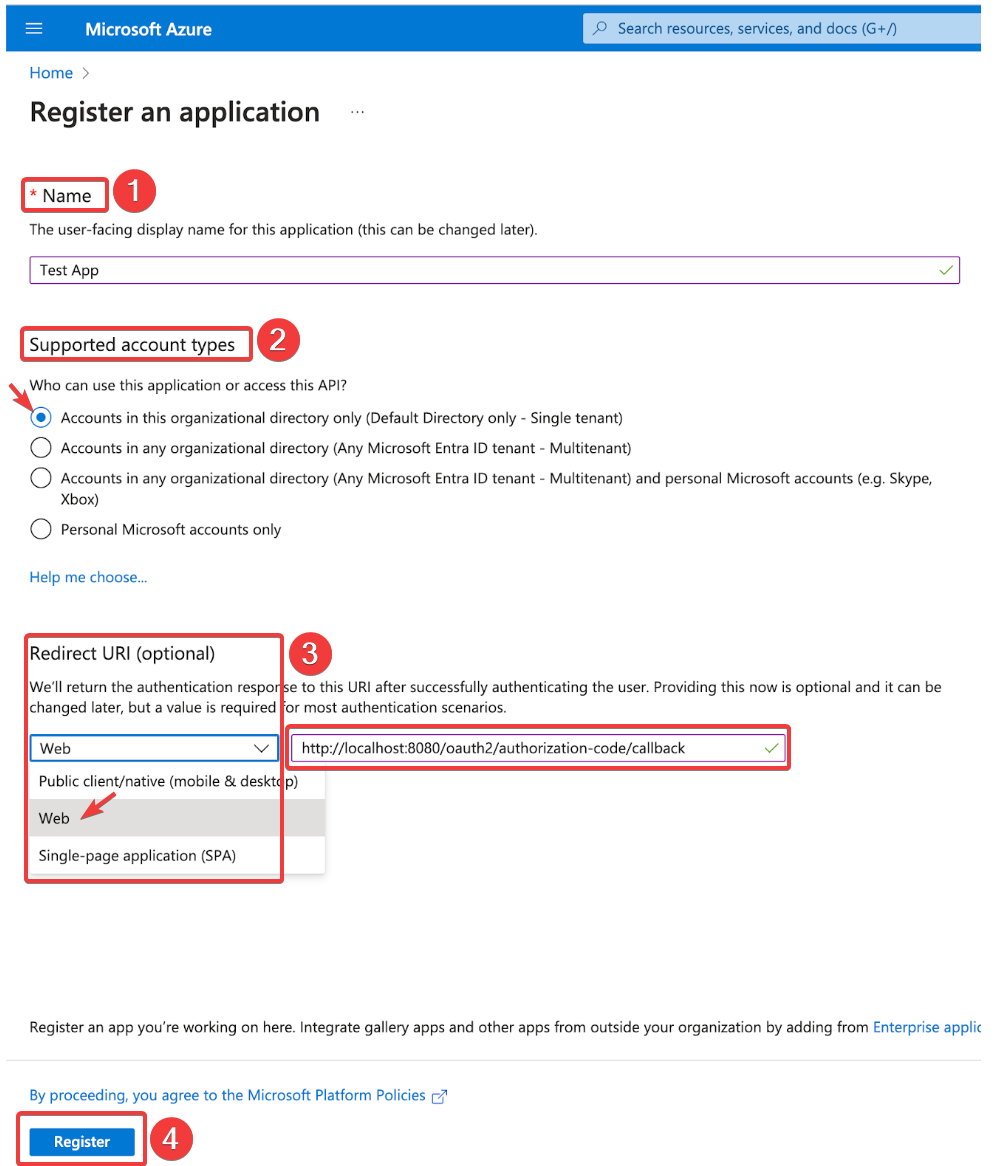 Microsoft Azure
Search resources, services, and docs (G+/)
Home
Register an application
...
* Name
1
The user-facing display name for this application (this can be changed later).
Test App
Supported account types
2
Who can use this application or access this API?
Accounts in this organizational directory only (Default Directory only - Single tenant)
Accounts in any organizational directory (Any Microsoft Entra ID tenant - Multitenant)
Accounts in any organizational directory (Any Microsoft Entra ID tenant - Multitenant) and personal Microsoft accounts (e.g. Skype,
Xbox)
Personal Microsoft accounts only
Help me choose...
Redirect URI (optional)
3
We’ll return the authentication response to this URI after successfully authenticating the user. Providing this now is optional and it can be
changed later, but a value is required for most authentication scenarios.
Web
http://localhost:8080/oauth2/authorization-code/callback
Public client/native (mobile & desktop)
Web
Single-page application (SPA)
Register an app you’re working on here. Integrate gallery apps and other apps from outside your organization by adding from Enterprise applic
By proceeding, you agree to the Microsoft Platform Policies
Register
4